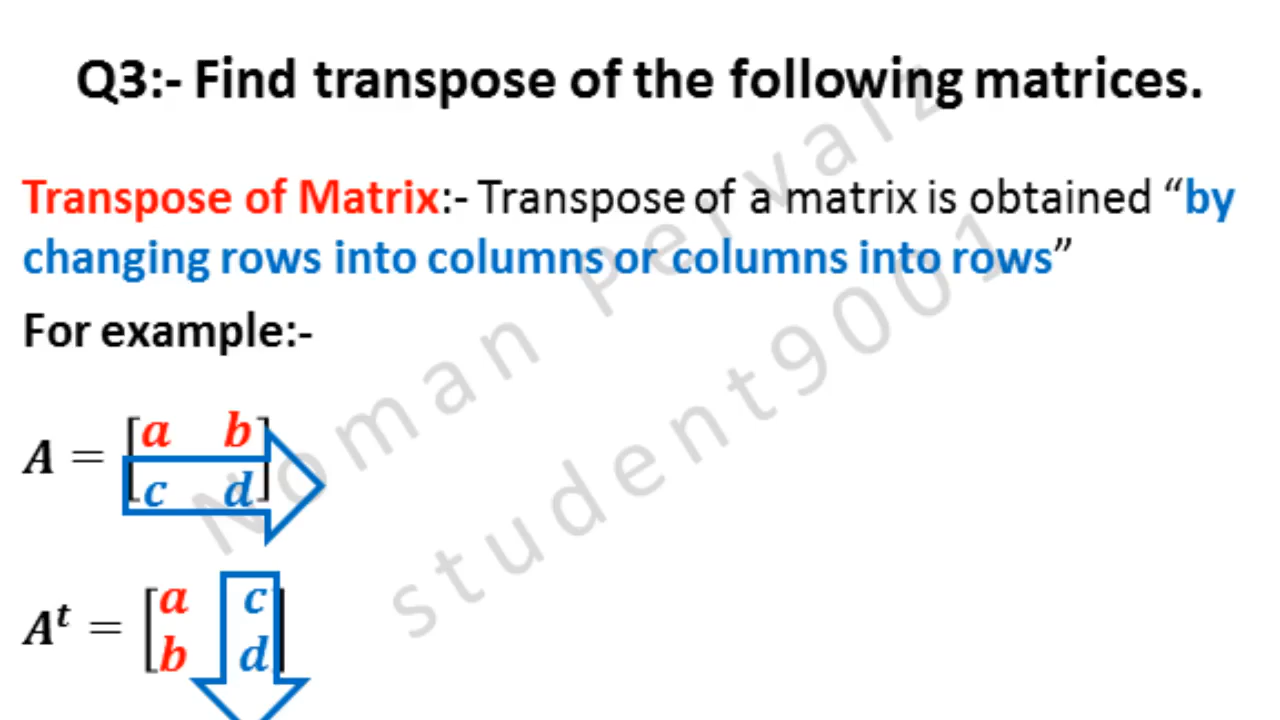 Q3:- Find transpose of the following matrices.
Transpose of Matrix:- Transpose of a matrix is obtained “by
changing rows into columns or columns into rows”
For example:-
A = [a b
c d]
Aᵗ = [a c
b d]
Noman Pervaiz
student9001